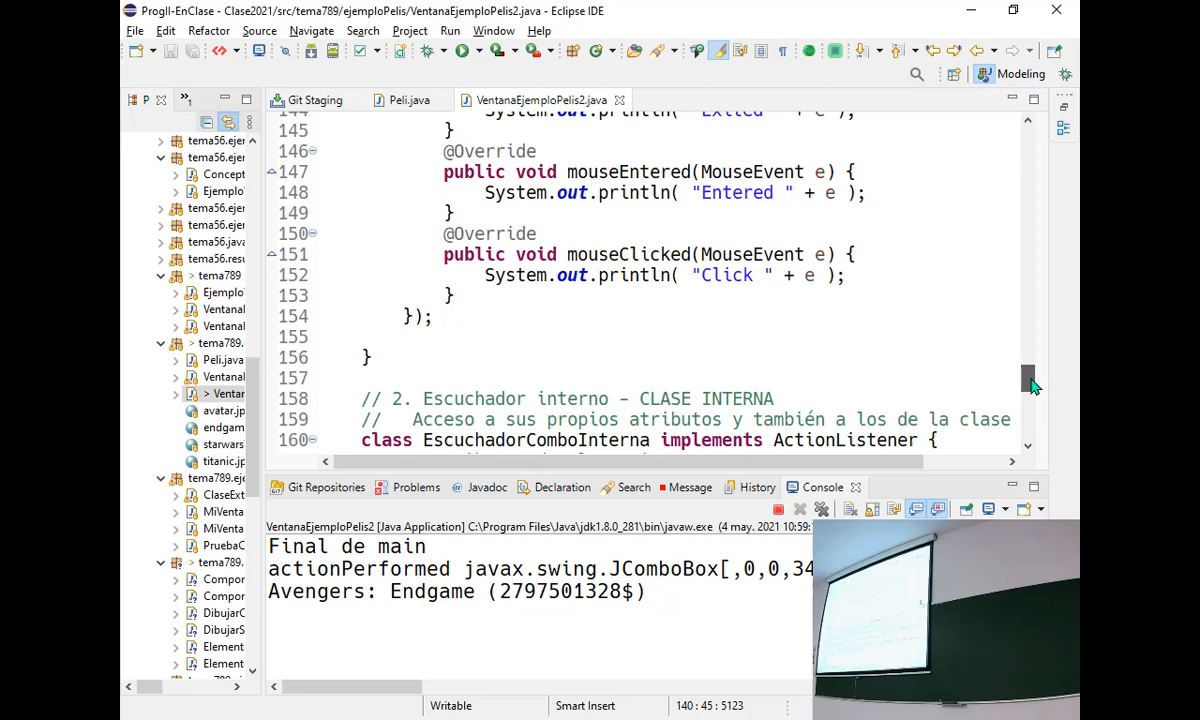 ProgII-EnClase - Clase2021/src/tema789/ejemploPelis/VentanaEjemploPelis2.java - Eclipse IDE
File Edit Refactor Source Navigate Search Project Run Window Help
Modeling
P
»1
Git Staging
Peli.java
VentanaEjemploPelis2.java
tema56.ejer
tema56.ejer
Concept
Ejemplo
tema56.ejer
tema56.ejer
tema56.java
tema56.resu
> tema789
Ejemplo
Ventanal
Ventanal
> tema789.
Peli.java
Ventanal
> Ventar
avatar.jp
endgam
starwars
titanic.jp
tema789.eje
ClaseExt
MiVenta
MiVenta
PruebaC
> tema789.
Compor
Compor
DibujarC
DibujarS
Element
Element
144 System.out.println( "Exited " + e );
145 }
146 @Override
147 public void mouseEntered(MouseEvent e) {
148 System.out.println( "Entered " + e );
149 }
150 @Override
151 public void mouseClicked(MouseEvent e) {
152 System.out.println( "Click " + e );
153 }
154 });
155
156 }
157
158 // 2. Escuchador interno - CLASE INTERNA
159 // Acceso a sus propios atributos y también a los de la clase
160 class EscuchadorComboInterna implements ActionListener {
Git Repositories Problems Javadoc Declaration Search Message History Console
VentanaEjemploPelis2 [Java Application] C:\Program Files\Java\jdk1.8.0_281\bin\javaw.exe (4 may. 2021 10:59:
Final de main
actionPerformed javax.swing.JComboBox[,0,0,34
Avengers: Endgame (2797501328$)
Writable Smart Insert 140 : 45 : 5123